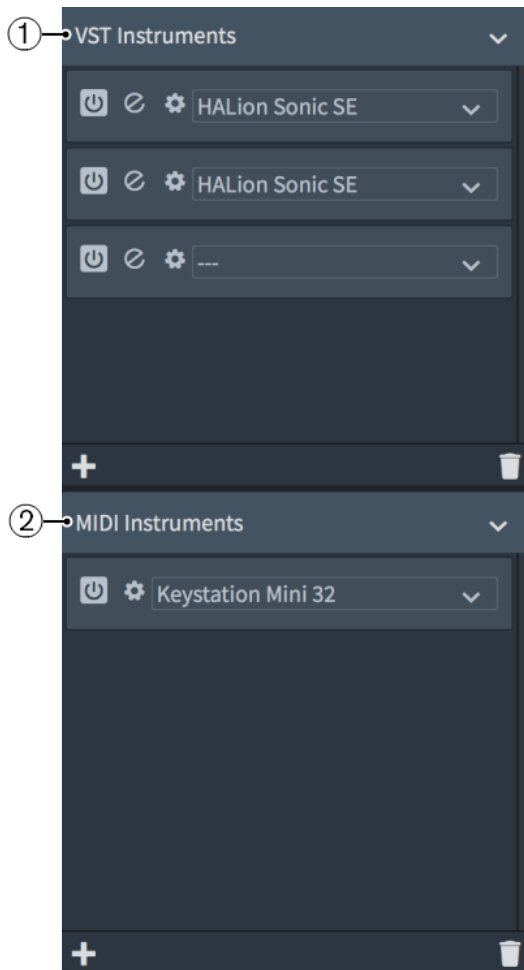 ① VST Instruments
HALion Sonic SE
HALion Sonic SE
---
② MIDI Instruments
Keystation Mini 32